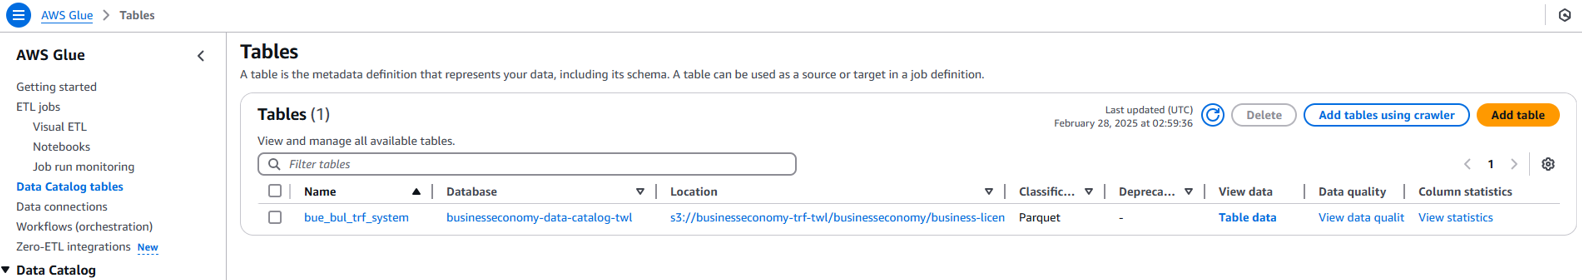 AWS Glue > Tables
AWS Glue
Getting started
ETL jobs
Visual ETL
Notebooks
Job run monitoring
Data Catalog tables
Data connections
Workflows (orchestration)
Zero-ETL integrations New
Data Catalog
Tables
A table is the metadata definition that represents your data, including its schema. A table can be used as a source or target in a job definition.
Tables (1)
Last updated (UTC)
February 28, 2025 at 02:59:36
Delete
Add tables using crawler
Add table
View and manage all available tables.
Filter tables
1
Name Database Location Classific... Depreca... View data Data quality Column statistics
bue_bul_trf_system businesseconomy-data-catalog-twl s3://businesseconomy-trf-twl/businesseconomy/business-licen Parquet - Table data View data qualit View statistics